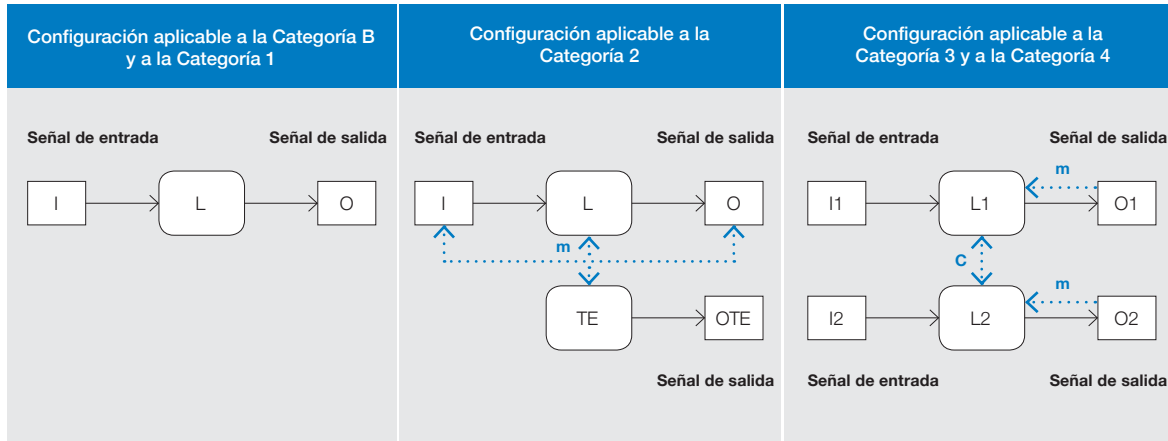 Configuración aplicable a la Categoría B
y a la Categoría 1
Configuración aplicable a la
Categoría 2
Configuración aplicable a la
Categoría 3 y a la Categoría 4
Señal de entrada
Señal de salida
I
L
O
Señal de entrada
Señal de salida
I
L
O
m
TE
OTE
Señal de salida
Señal de entrada
Señal de salida
m
I1
L1
O1
C
m
I2
L2
O2
Señal de entrada
Señal de salida